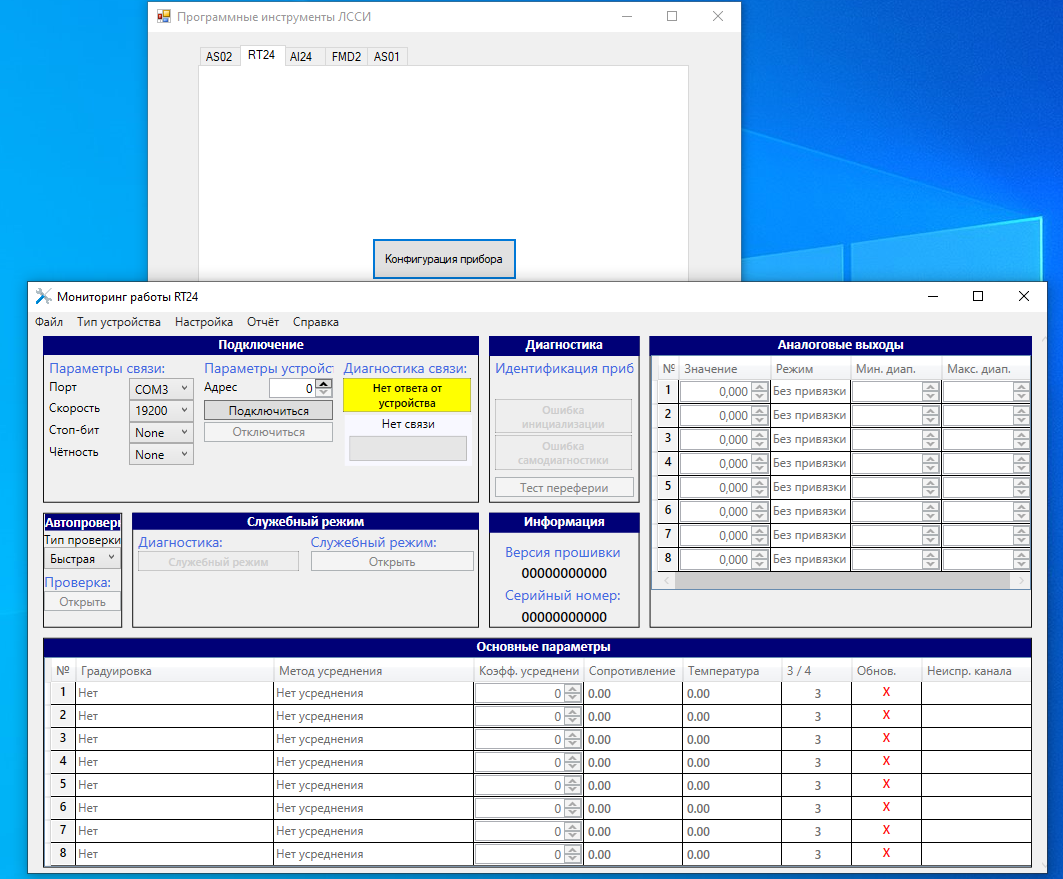 Программные инструменты ЛССИ
AS02 RT24 AI24 FMD2 AS01
Конфигурация прибора
Мониторинг работы RT24
Файл Тип устройства Настройка Отчёт Справка
Подключение
Параметры связи: Параметры устройст Диагностика связи:
Порт COM3 Адрес 0 Нет ответа от
устройства
Скорость 19200 Подключиться
Стоп-бит None Отключиться Нет связи
Чётность None
Диагностика
Идентификация приб
Ошибка
инициализации
Ошибка
самодиагностики
Тест переферии
Аналоговые выходы
№ Значение Режим Мин. диап. Макс. диап.
1 0,000 Без привязки
2 0,000 Без привязки
3 0,000 Без привязки
4 0,000 Без привязки
5 0,000 Без привязки
6 0,000 Без привязки
7 0,000 Без привязки
8 0,000 Без привязки
Автопровер
Тип проверки
Быстрая
Проверка:
Открыть
Служебный режим
Диагностика: Служебный режим:
Служебный режим Открыть
Информация
Версия прошивки
00000000000
Серийный номер:
00000000000
Основные параметры
№ Градуировка Метод усреднения Коэфф. усреднени Сопротивление Температура 3 / 4 Обнов. Неиспр. канала
1 Нет Нет усреднения 0 0.00 0.00 3 X
2 Нет Нет усреднения 0 0.00 0.00 3 X
3 Нет Нет усреднения 0 0.00 0.00 3 X
4 Нет Нет усреднения 0 0.00 0.00 3 X
5 Нет Нет усреднения 0 0.00 0.00 3 X
6 Нет Нет усреднения 0 0.00 0.00 3 X
7 Нет Нет усреднения 0 0.00 0.00 3 X
8 Нет Нет усреднения 0 0.00 0.00 3 X